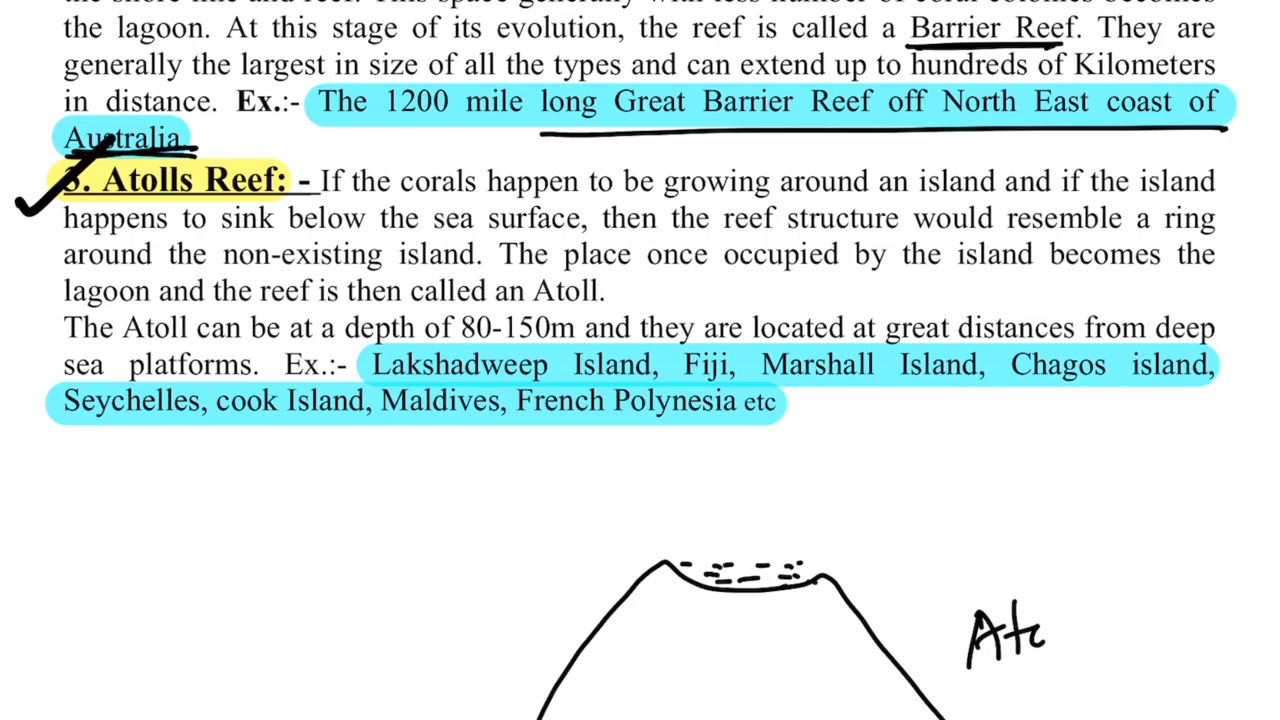 the lagoon. At this stage of its evolution, the reef is called a Barrier Reef. They are
generally the largest in size of all the types and can extend up to hundreds of Kilometers
in distance. Ex.:- The 1200 mile long Great Barrier Reef off North East coast of
Australia.
3. Atolls Reef: - If the corals happen to be growing around an island and if the island
happens to sink below the sea surface, then the reef structure would resemble a ring
around the non-existing island. The place once occupied by the island becomes the
lagoon and the reef is then called an Atoll.
The Atoll can be at a depth of 80-150m and they are located at great distances from deep
sea platforms. Ex.:- Lakshadweep Island, Fiji, Marshall Island, Chagos island,
Seychelles, cook Island, Maldives, French Polynesia etc